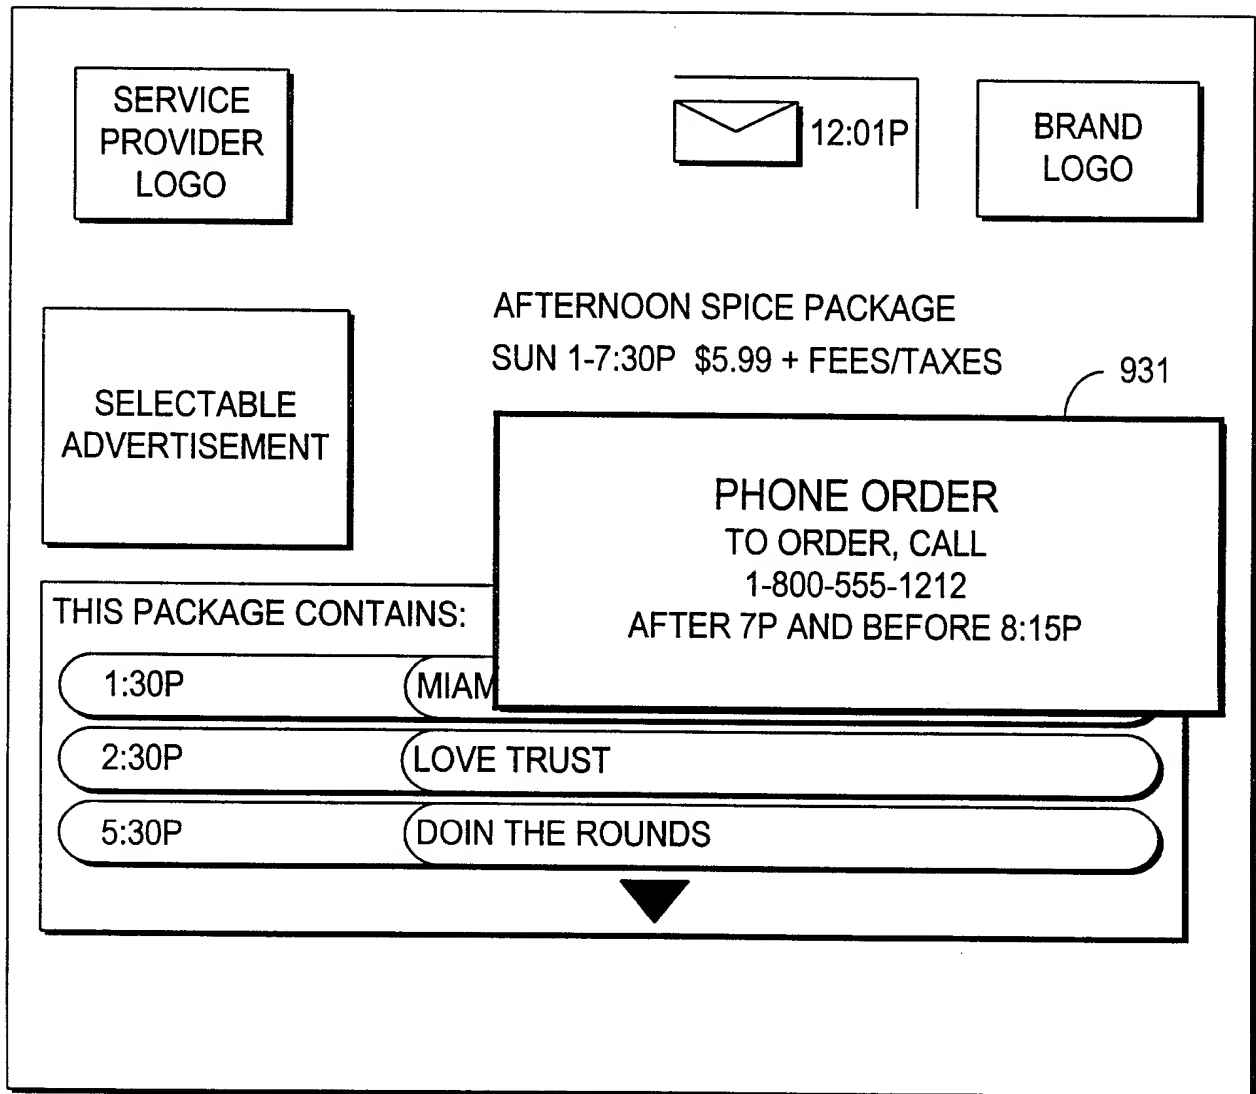 SERVICE
PROVIDER
LOGO
12:01P
BRAND
LOGO
AFTERNOON SPICE PACKAGE
SUN 1-7:30P $5.99 + FEES/TAXES
931
SELECTABLE
ADVERTISEMENT
PHONE ORDER
TO ORDER, CALL
1-800-555-1212
AFTER 7P AND BEFORE 8:15P
THIS PACKAGE CONTAINS:
1:30P MIAM
2:30P LOVE TRUST
5:30P DOIN THE ROUNDS